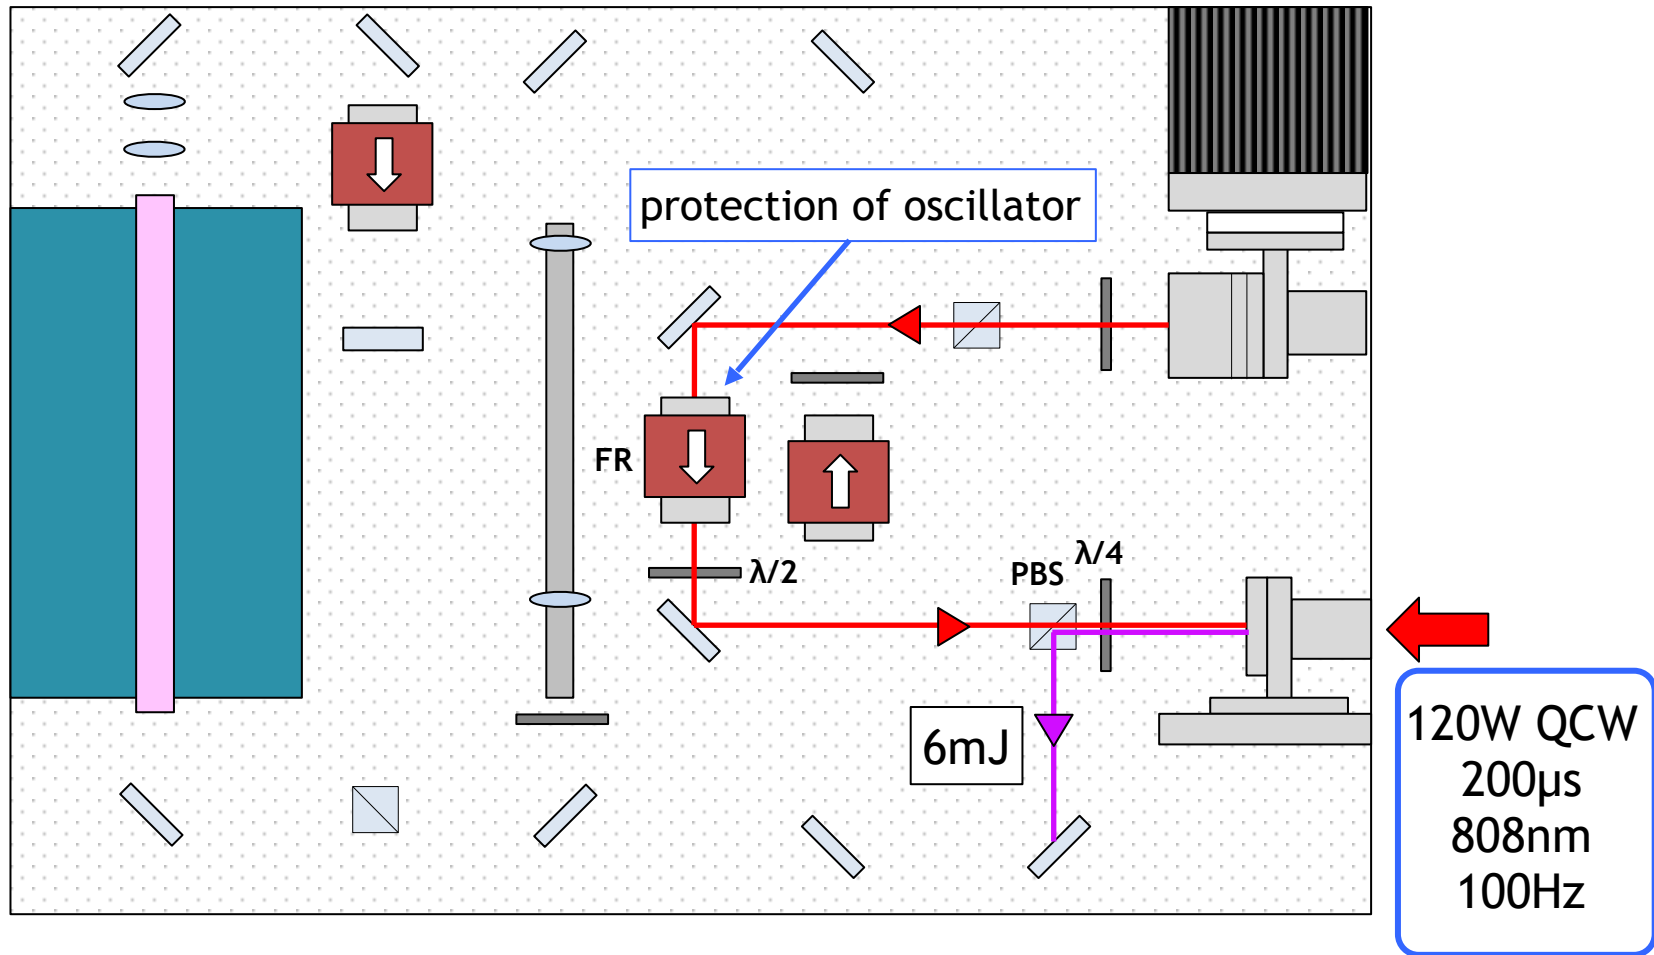 protection of oscillator
FR
λ/2
PBS
λ/4
6mJ
120W QCW
200µs
808nm
100Hz